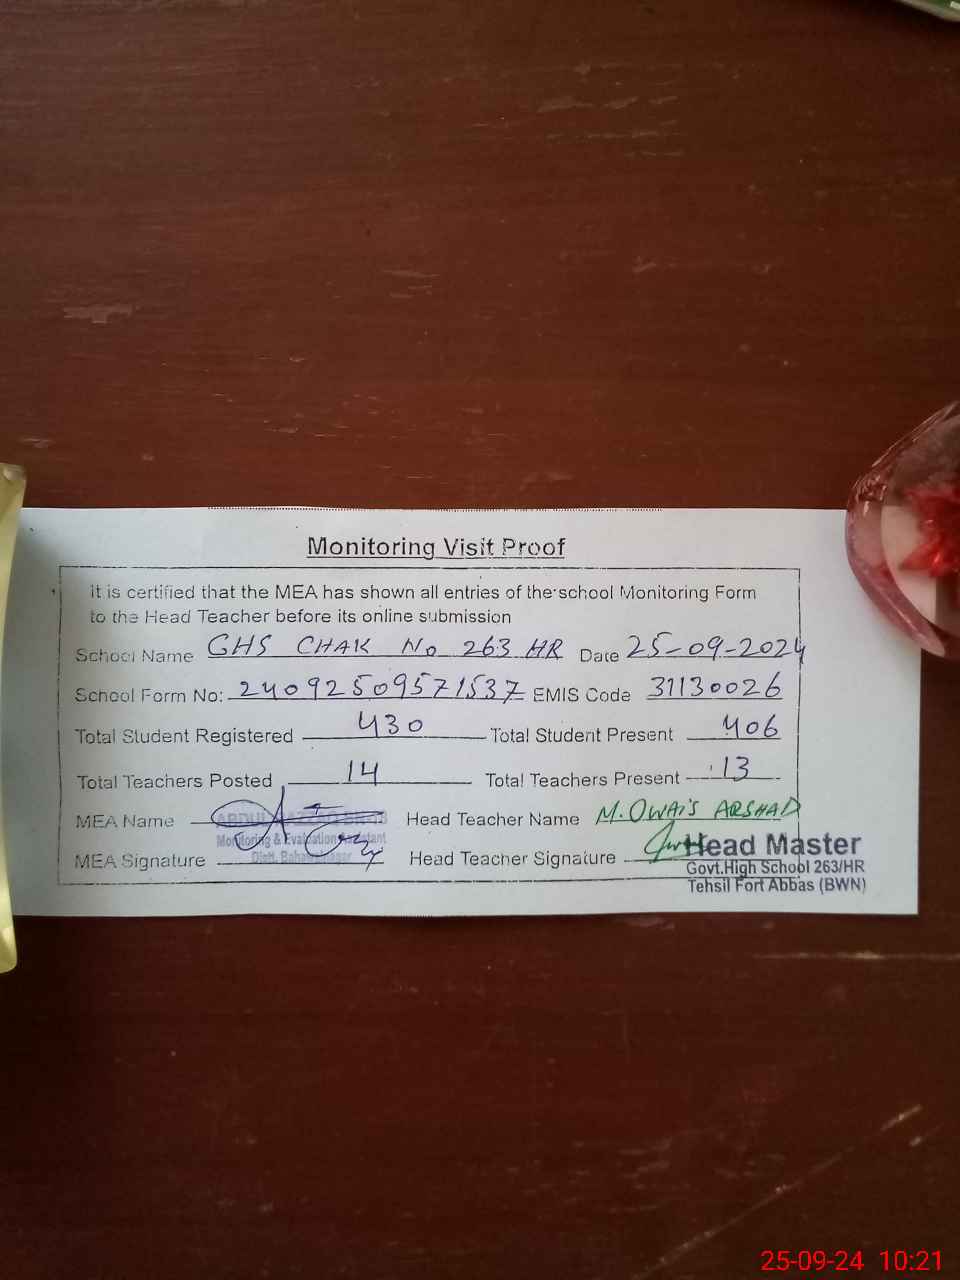 Monitoring Visit Proof
It is certified that the MEA has shown all entries of the school Monitoring Form
to the Head Teacher before its online submission
School Name GHS CHAK No 263 HR Date 25-09-2024
School Form No: 24092509571537 EMIS Code 31130026
Total Student Registered 430 Total Student Present 406
Total Teachers Posted 14 Total Teachers Present 13
MEA Name ABDUL Head Teacher Name M. OWAIS ARSHAD
Monitoring & Evaluation Assistant
MEA Signature Distt. Bahawalnagar Head Teacher Signature Head Master
Govt.High School 263/HR
Tehsil Fort Abbas (BWN)
25-09-24 10:21